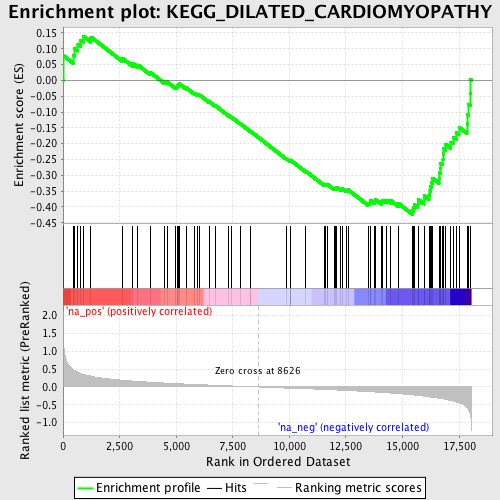 Enrichment plot: KEGG_DILATED_CARDIOMYOPATHY
Enrichment score (ES)
0.15
0.10
0.05
0.00
-0.05
-0.10
-0.15
-0.20
-0.25
-0.30
-0.35
-0.40
-0.45
Ranked list metric (PreRanked)
'na_pos' (positively correlated)
2.0
1.5
1.0
0.5
0.0
-0.5
-1.0
Zero cross at 8626
'na_neg' (negatively correlated)
0
2,500
5,000
7,500
10,000
12,500
15,000
17,500
Rank in Ordered Dataset
Enrichment profile
Hits
Ranking metric scores